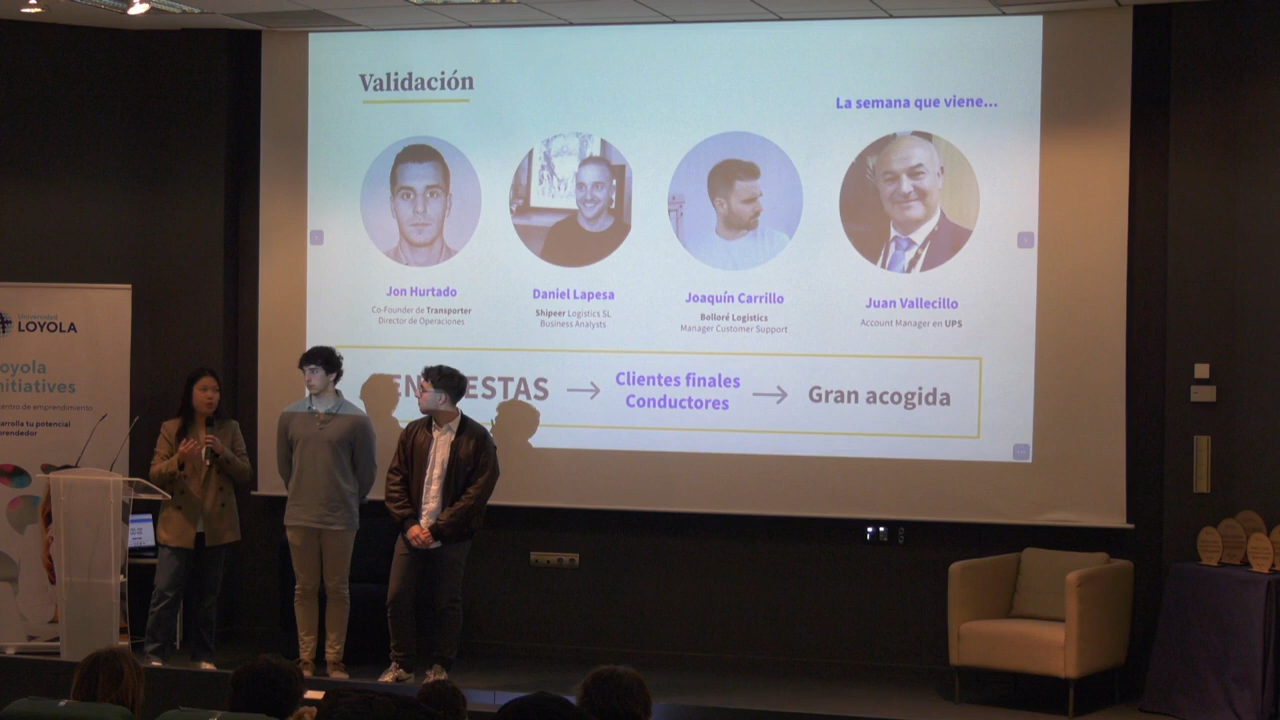 Validación
La semana que viene...
Jon Hurtado
Co-Founder de Transporter
Director de Operaciones
Daniel Lapesa
Shipeer Logistics SL
Business Analysts
Joaquín Carrillo
Bolloré Logistics
Manager Customer Support
Juan Vallecillo
Account Manager en UPS
Clientes finales
Conductores
Gran acogida
Universidad
LOYOLA